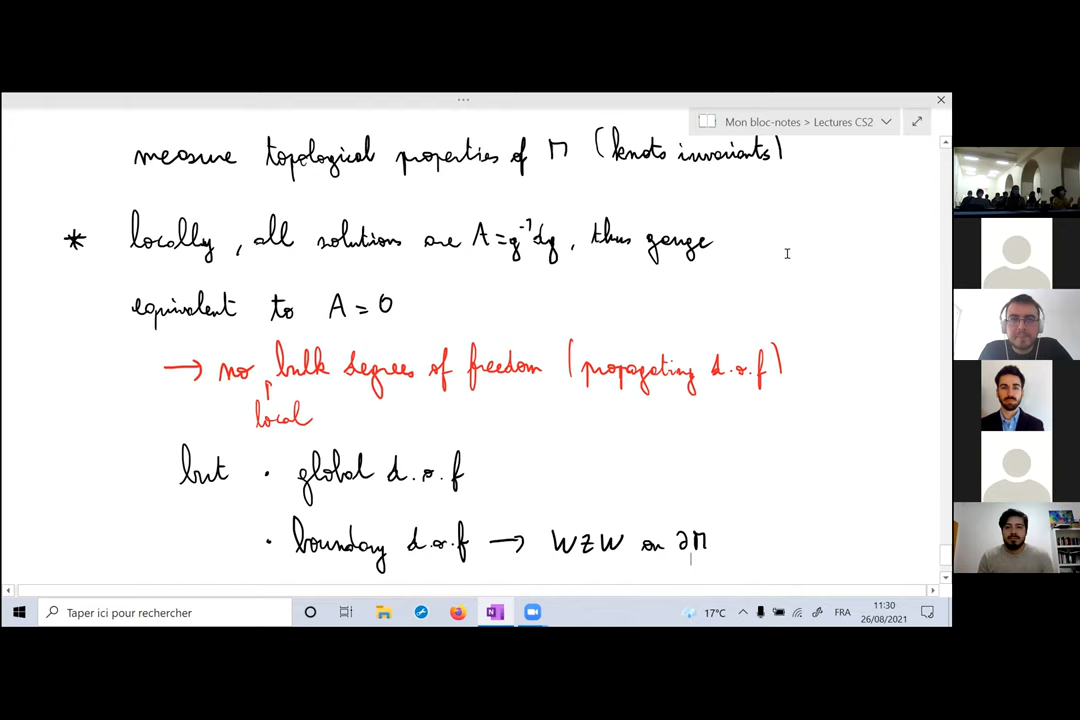 Mon bloc-notes > Lectures CS2
measure topological properties of M (knots invariants)
* locally, all solutions are A = g⁻¹dg, thus gauge
equivalent to A = 0
→ no bulk degrees of freedom (propagating d.o.f)
↑
local
but • global d.o.f
• boundary d.o.f → WZW on ∂M
Taper ici pour rechercher
17°C
FRA
11:30
26/08/2021